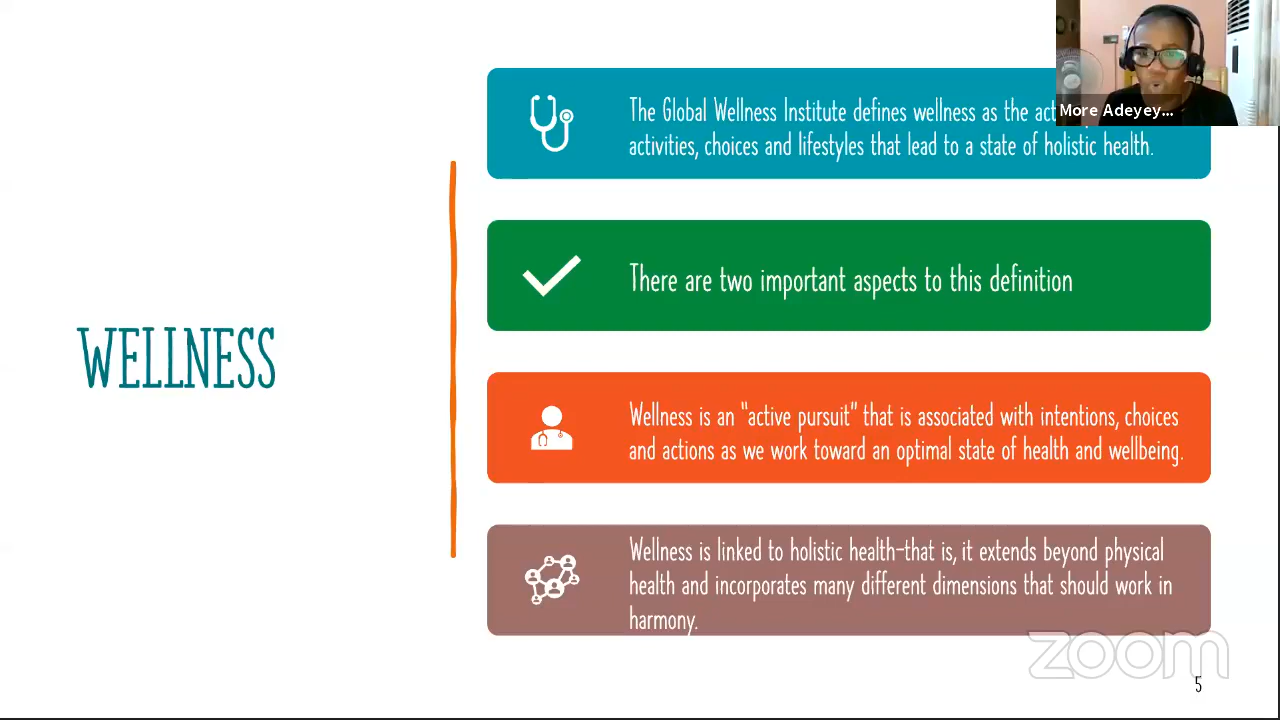 WELLNESS
The Global Wellness Institute defines wellness as the
activities, choices and lifestyles that lead to a state of holistic health.
There are two important aspects to this definition
Wellness is an "active pursuit" that is associated with intentions, choices
and actions as we work toward an optimal state of health and wellbeing.
Wellness is linked to holistic health–that is, it extends beyond physical
health and incorporates many different dimensions that should work in
harmony.
More Adeyey...
zoom
5